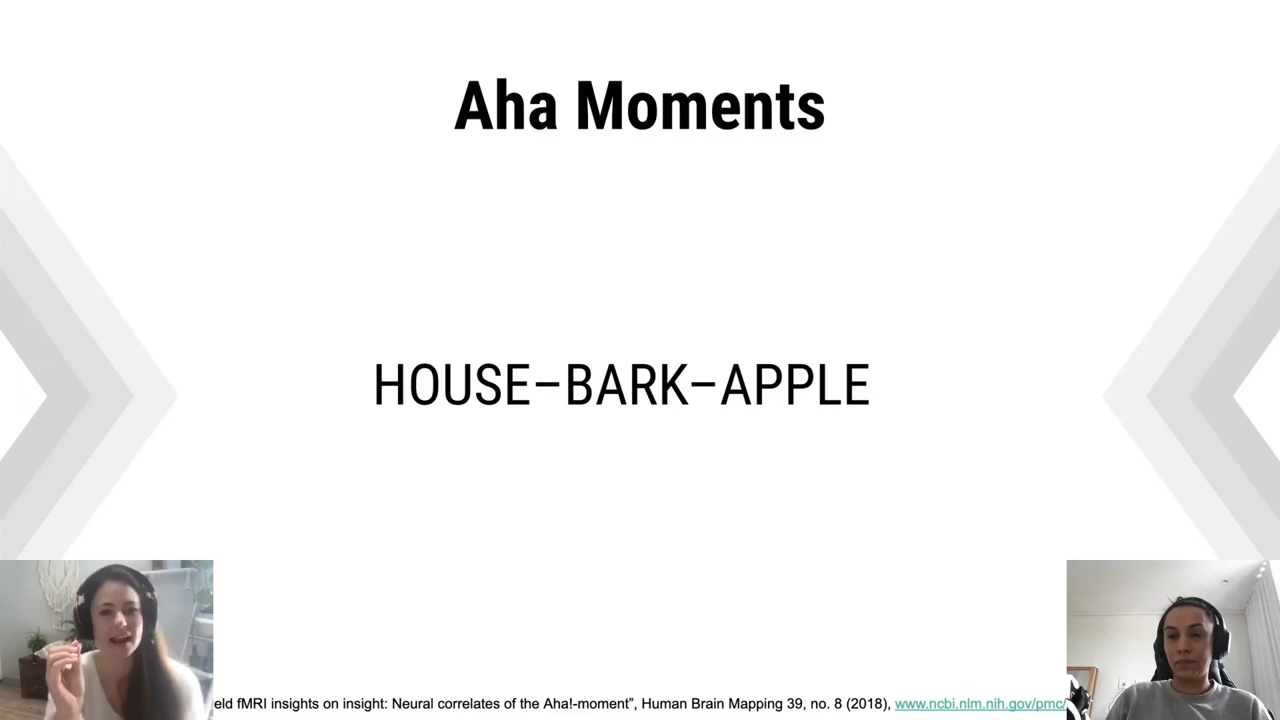 Aha Moments
HOUSE–BARK–APPLE
eld fMRI insights on insight: Neural correlates of the Aha!-moment”, Human Brain Mapping 39, no. 8 (2018), www.ncbi.nlm.nih.gov/pmc/